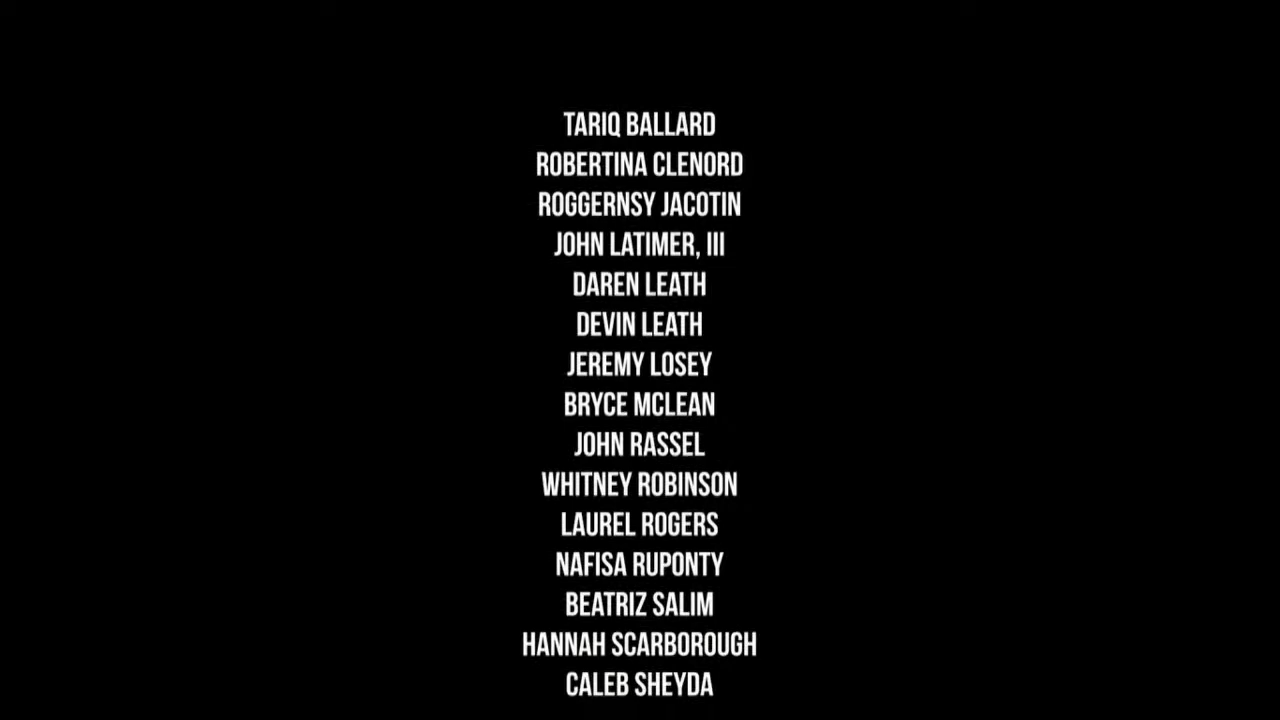 TARIQ BALLARD
ROBERTINA CLENORD
ROGGERNSY JACOTIN
JOHN LATIMER, III
DAREN LEATH
DEVIN LEATH
JEREMY LOSEY
BRYCE MCLEAN
JOHN RASSEL
WHITNEY ROBINSON
LAUREL ROGERS
NAFISA RUPONTY
BEATRIZ SALIM
HANNAH SCARBOROUGH
CALEB SHEYDA